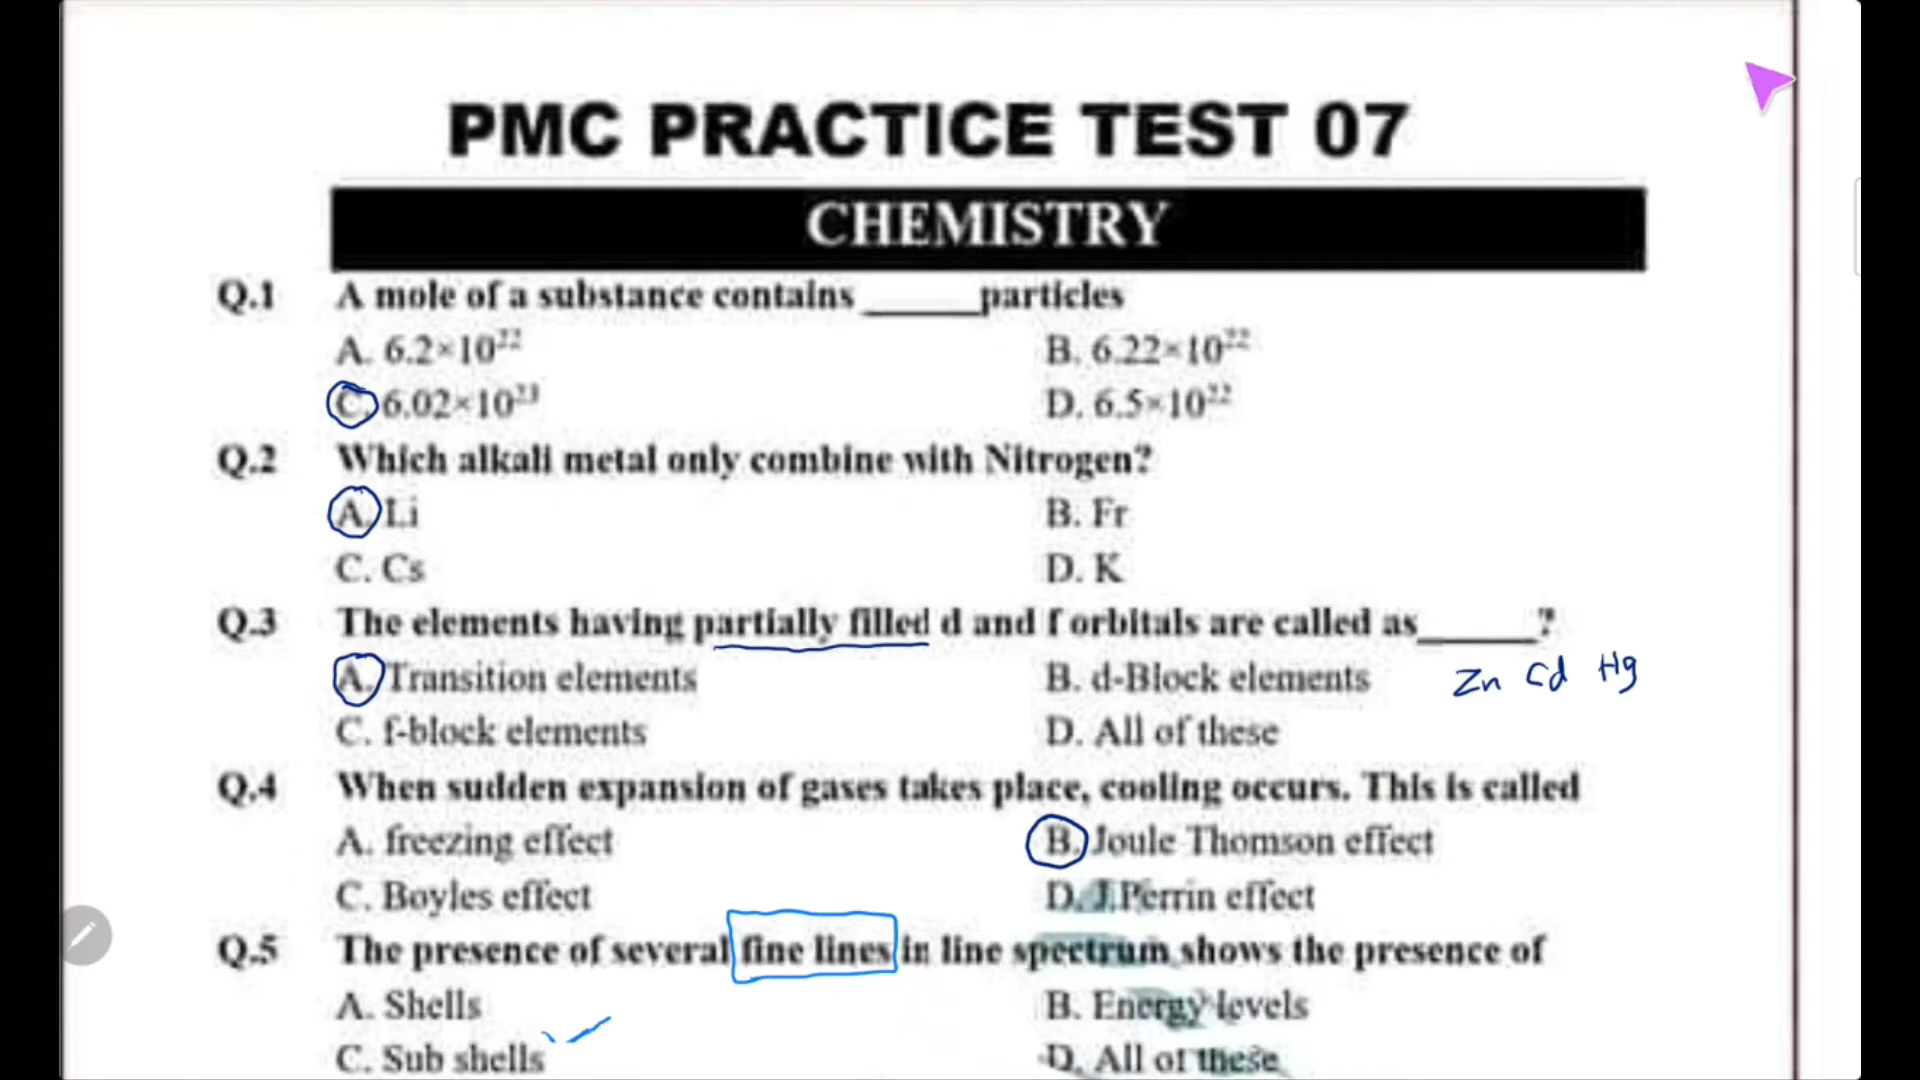 PMC PRACTICE TEST 07
CHEMISTRY
Q.1 A mole of a substance contains ______particles
A. 6.2×10²² B. 6.22×10²²
C. 6.02×10²³ D. 6.5×10²²
Q.2 Which alkali metal only combine with Nitrogen?
A. Li B. Fr
C. Cs D. K
Q.3 The elements having partially filled d and f orbitals are called as______?
A. Transition elements B. d-Block elements Zn Cd Hg
C. f-block elements D. All of these
Q.4 When sudden expansion of gases takes place, cooling occurs. This is called
A. freezing effect B. Joule Thomson effect
C. Boyles effect D. J.Perrin effect
Q.5 The presence of several fine lines in line spectrum shows the presence of
A. Shells B. Energy levels
C. Sub shells D. All of these